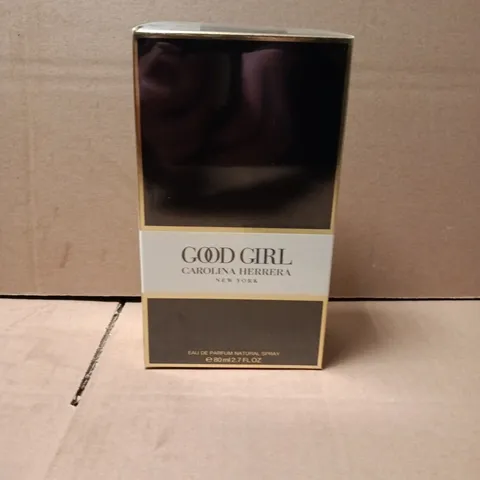 GOOD GIRL
CAROLINA HERRERA
NEW YORK
EAU DE PARFUM NATURAL SPRAY
℮ 80 ml 2.7 FL.OZ